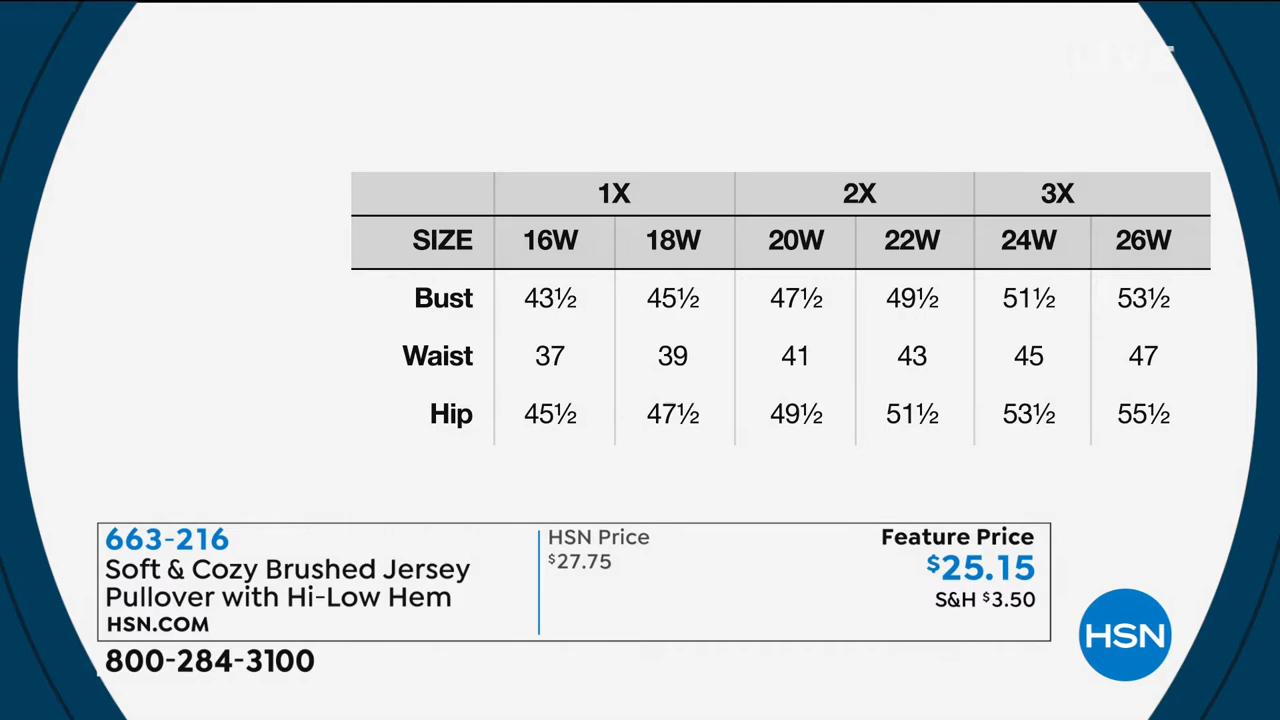 LIVE
1X 2X 3X
SIZE 16W 18W 20W 22W 24W 26W
Bust 43½ 45½ 47½ 49½ 51½ 53½
Waist 37 39 41 43 45 47
Hip 45½ 47½ 49½ 51½ 53½ 55½
663-216
Soft & Cozy Brushed Jersey
Pullover with Hi-Low Hem
HSN.COM
HSN Price
$27.75
Feature Price
$25.15
S&H $3.50
800-284-3100
HSN